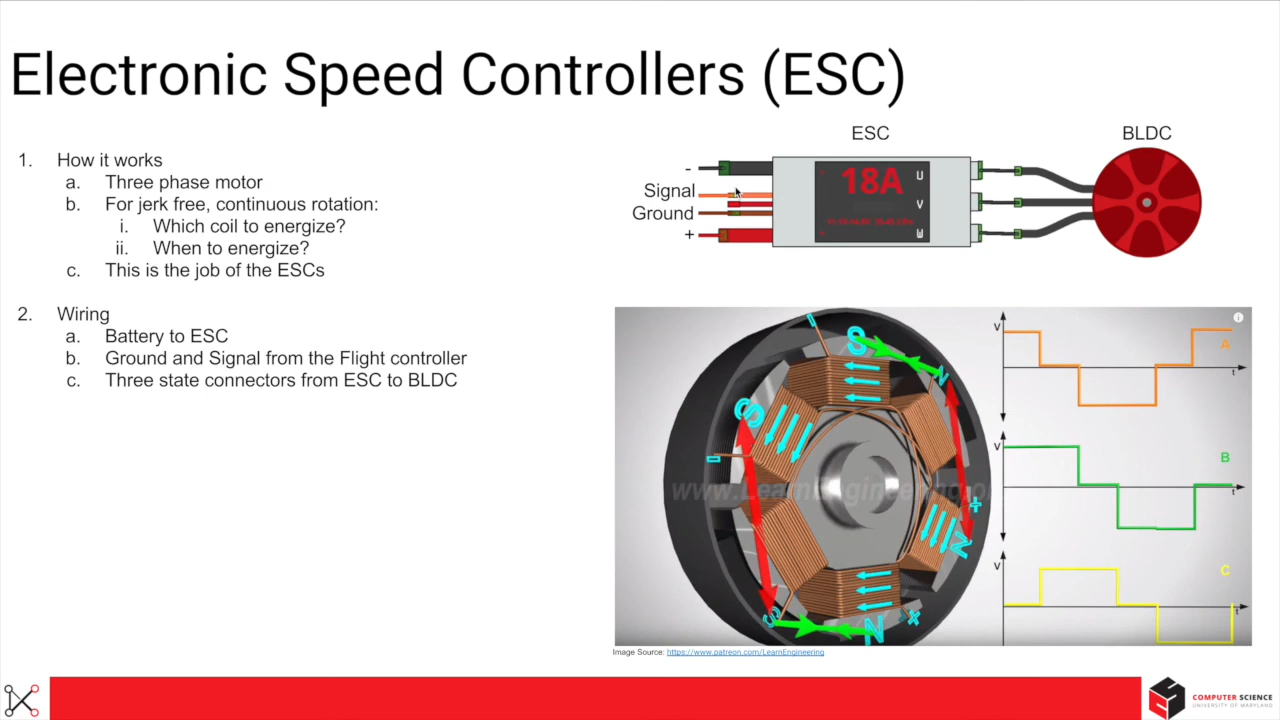 Electronic Speed Controllers (ESC)
1. How it works
a. Three phase motor
b. For jerk free, continuous rotation:
i. Which coil to energize?
ii. When to energize?
c. This is the job of the ESCs
2. Wiring
a. Battery to ESC
b. Ground and Signal from the Flight controller
c. Three state connectors from ESC to BLDC
ESC
BLDC
-
Signal
Ground
+
18A
U
V
W
S
N
S
N
S
N
+
+
www.LearnEngineering.org
V
A
t
V
B
t
V
C
t
Image Source: https://www.patreon.com/LearnEngineering
COMPUTER SCIENCE
UNIVERSITY OF MARYLAND